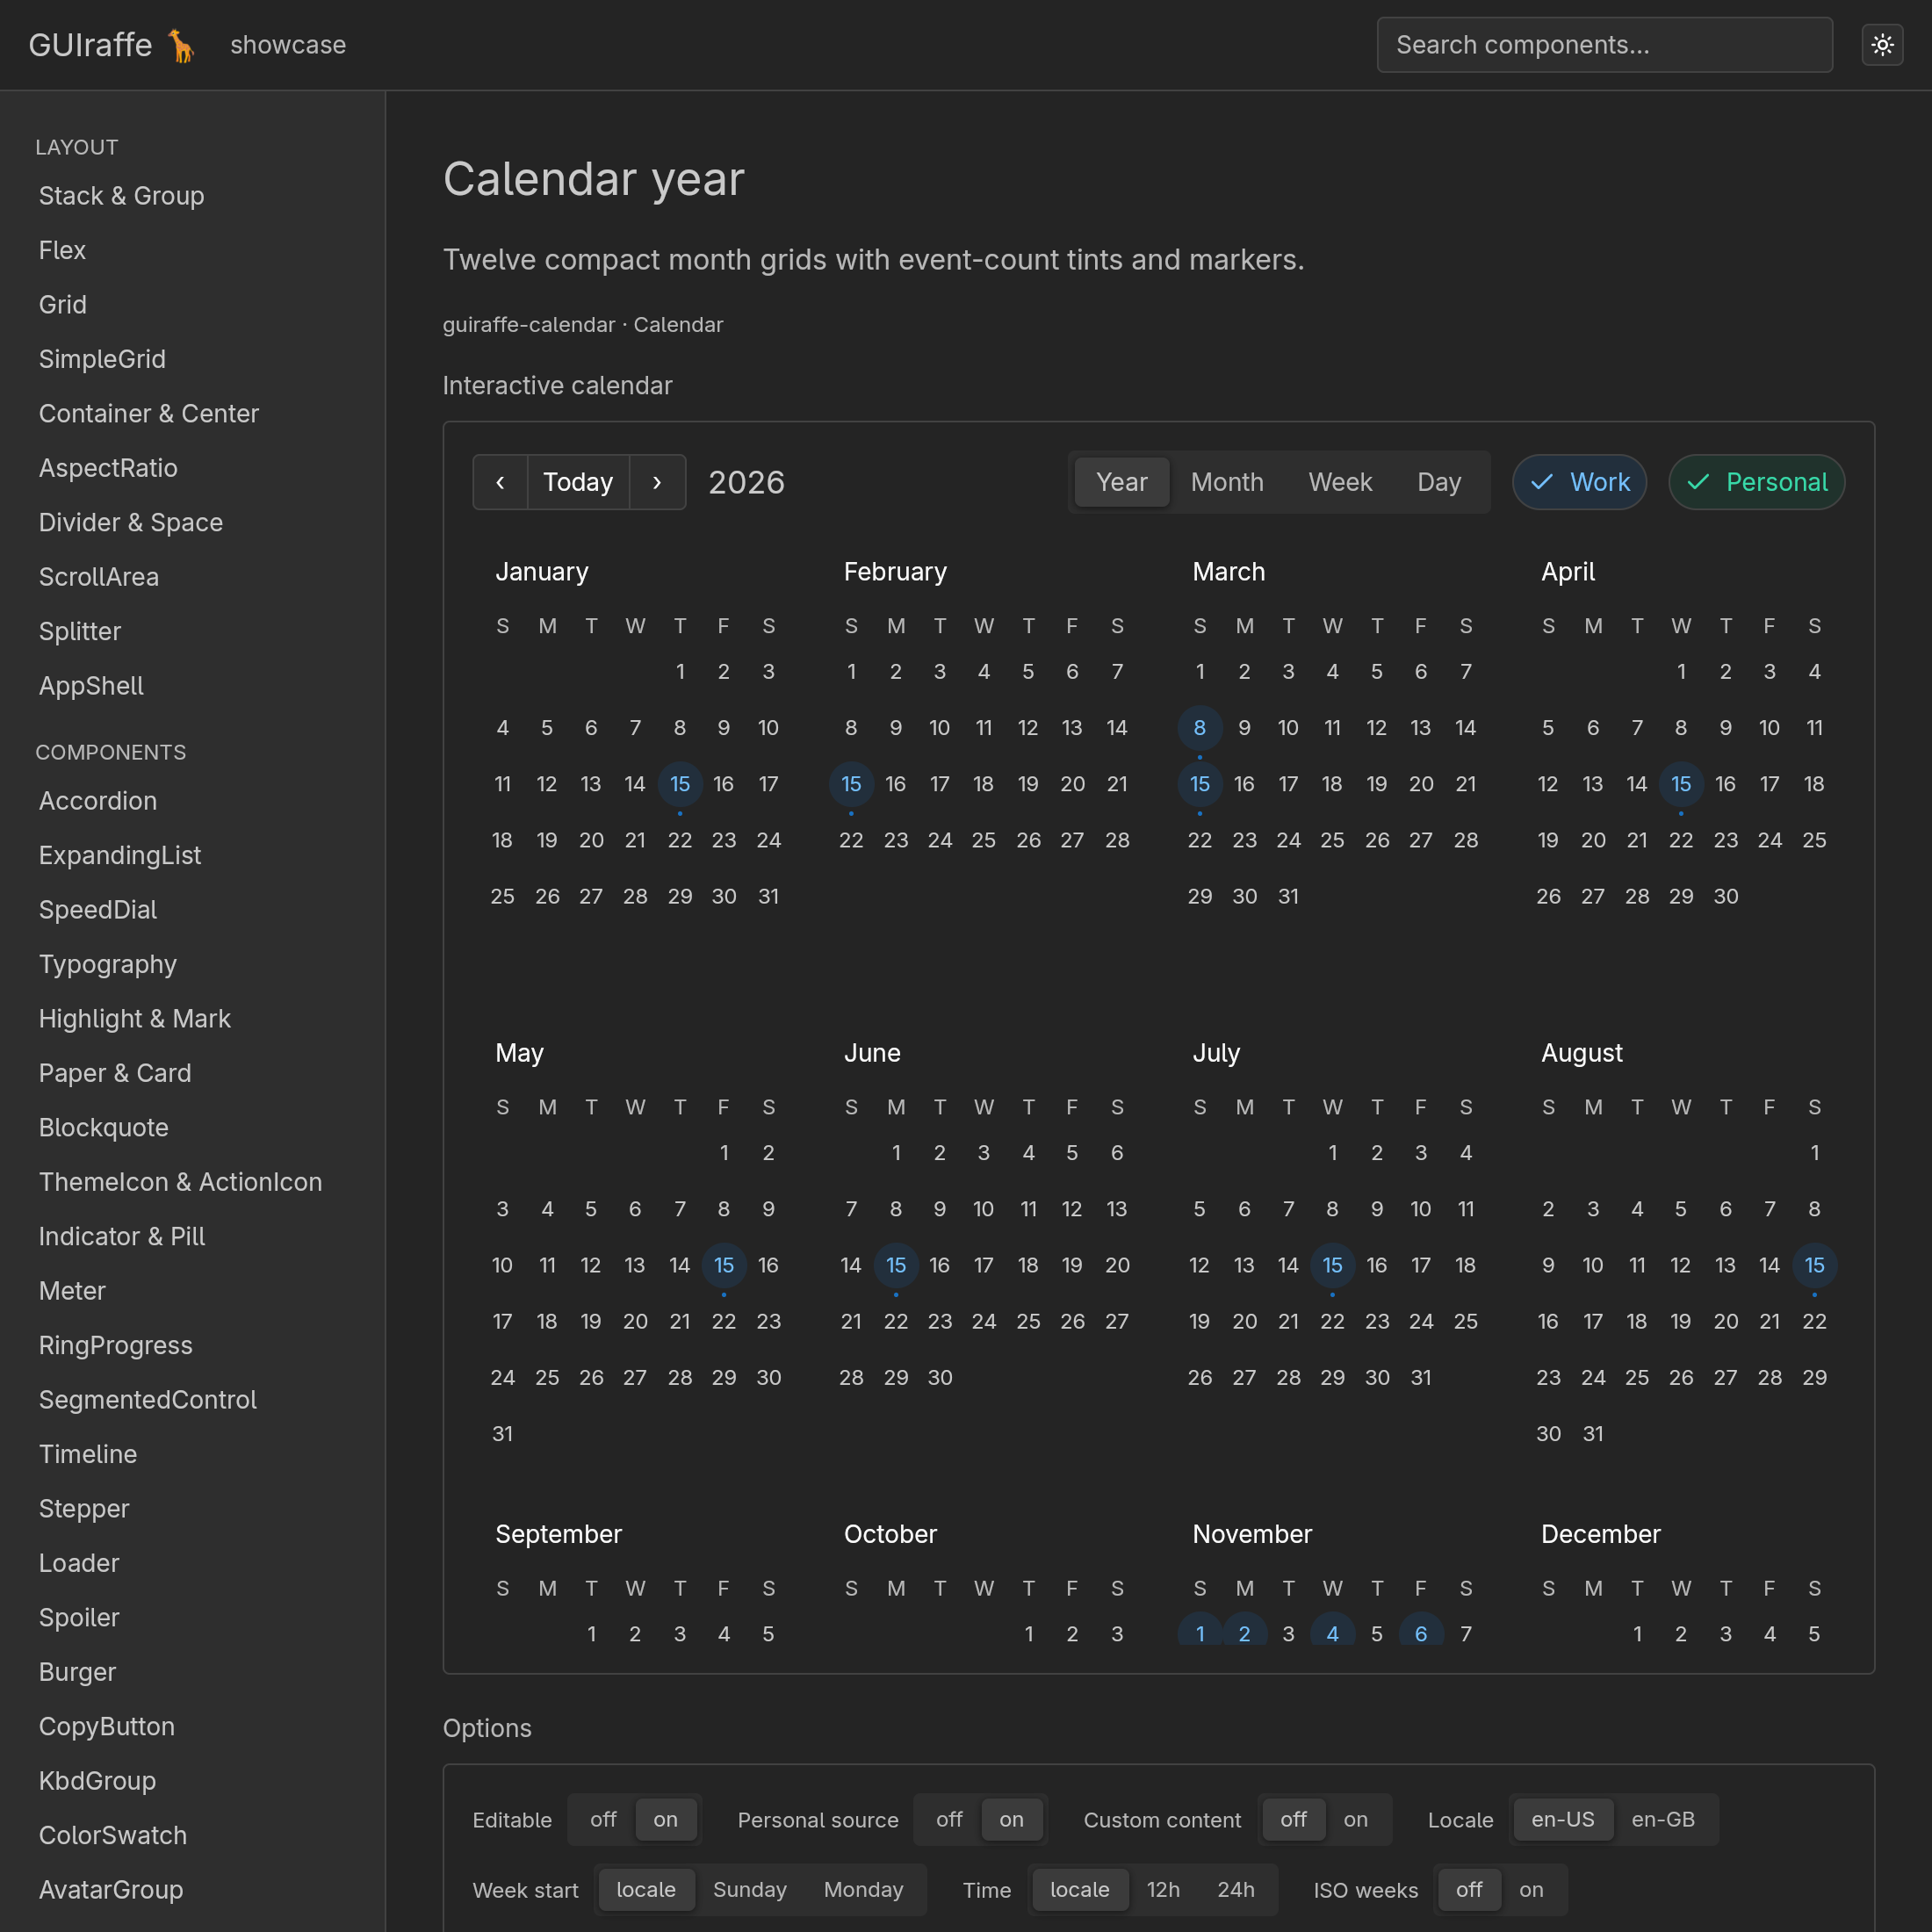 GUIraffe 🦒 showcase Search components...
LAYOUT
Stack & Group
Flex
Grid
SimpleGrid
Container & Center
AspectRatio
Divider & Space
ScrollArea
Splitter
AppShell
COMPONENTS
Accordion
ExpandingList
SpeedDial
Typography
Highlight & Mark
Paper & Card
Blockquote
ThemeIcon & ActionIcon
Indicator & Pill
Meter
RingProgress
SegmentedControl
Timeline
Stepper
Loader
Spoiler
Burger
CopyButton
KbdGroup
ColorSwatch
AvatarGroup
Calendar year
Twelve compact month grids with event-count tints and markers.
guiraffe-calendar · Calendar
Interactive calendar
‹ Today › 2026 Year Month Week Day Work Personal
January February March April
S M T W T F S S M T W T F S S M T W T F S S M T W T F S
1 2 3 1 2 3 4 5 6 7 1 2 3 4 5 6 7 1 2 3 4
4 5 6 7 8 9 10 8 9 10 11 12 13 14 8 9 10 11 12 13 14 5 6 7 8 9 10 11
11 12 13 14 15 16 17 15 16 17 18 19 20 21 15 16 17 18 19 20 21 12 13 14 15 16 17 18
18 19 20 21 22 23 24 22 23 24 25 26 27 28 22 23 24 25 26 27 28 19 20 21 22 23 24 25
25 26 27 28 29 30 31 29 30 31 26 27 28 29 30
May June July August
S M T W T F S S M T W T F S S M T W T F S S M T W T F S
1 2 1 2 3 4 5 6 1 2 3 4 1
3 4 5 6 7 8 9 7 8 9 10 11 12 13 5 6 7 8 9 10 11 2 3 4 5 6 7 8
10 11 12 13 14 15 16 14 15 16 17 18 19 20 12 13 14 15 16 17 18 9 10 11 12 13 14 15
17 18 19 20 21 22 23 21 22 23 24 25 26 27 19 20 21 22 23 24 25 16 17 18 19 20 21 22
24 25 26 27 28 29 30 28 29 30 26 27 28 29 30 31 23 24 25 26 27 28 29
31 30 31
September October November December
S M T W T F S S M T W T F S S M T W T F S S M T W T F S
1 2 3 4 5 1 2 3 1 2 3 4 5 6 7 1 2 3 4 5
Options
Editable off on Personal source off on Custom content off on Locale en-US en-GB
Week start locale Sunday Monday Time locale 12h 24h ISO weeks off on